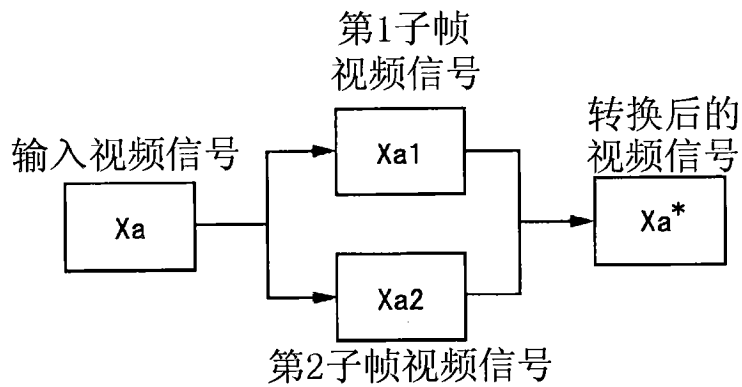 第1子帧
视频信号
Xa1
输入视频信号
Xa
转换后的
视频信号
Xa*
Xa2
第2子帧视频信号